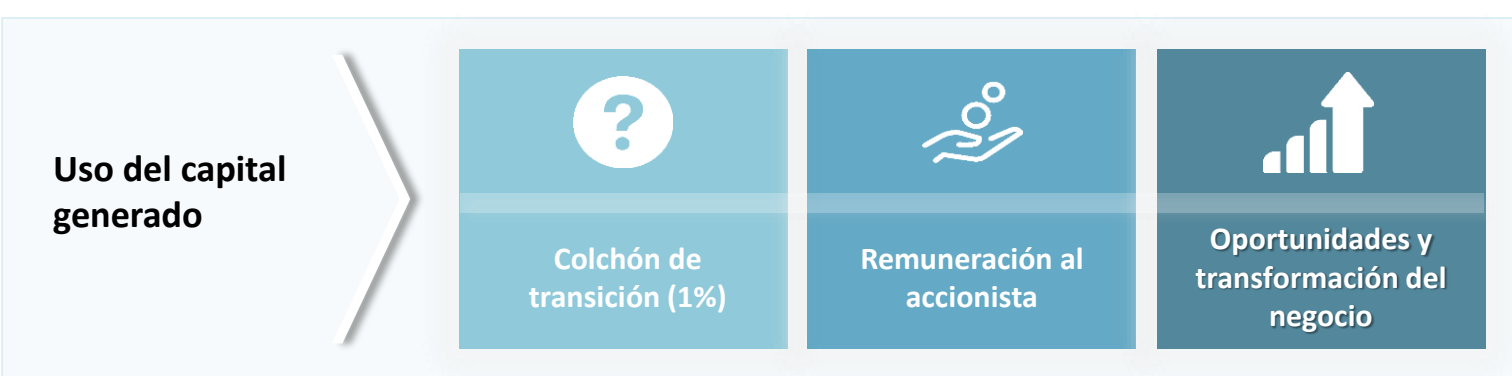 Uso del capital
generado
?
Colchón de
transición (1%)
Remuneración al
accionista
Oportunidades y
transformación del
negocio